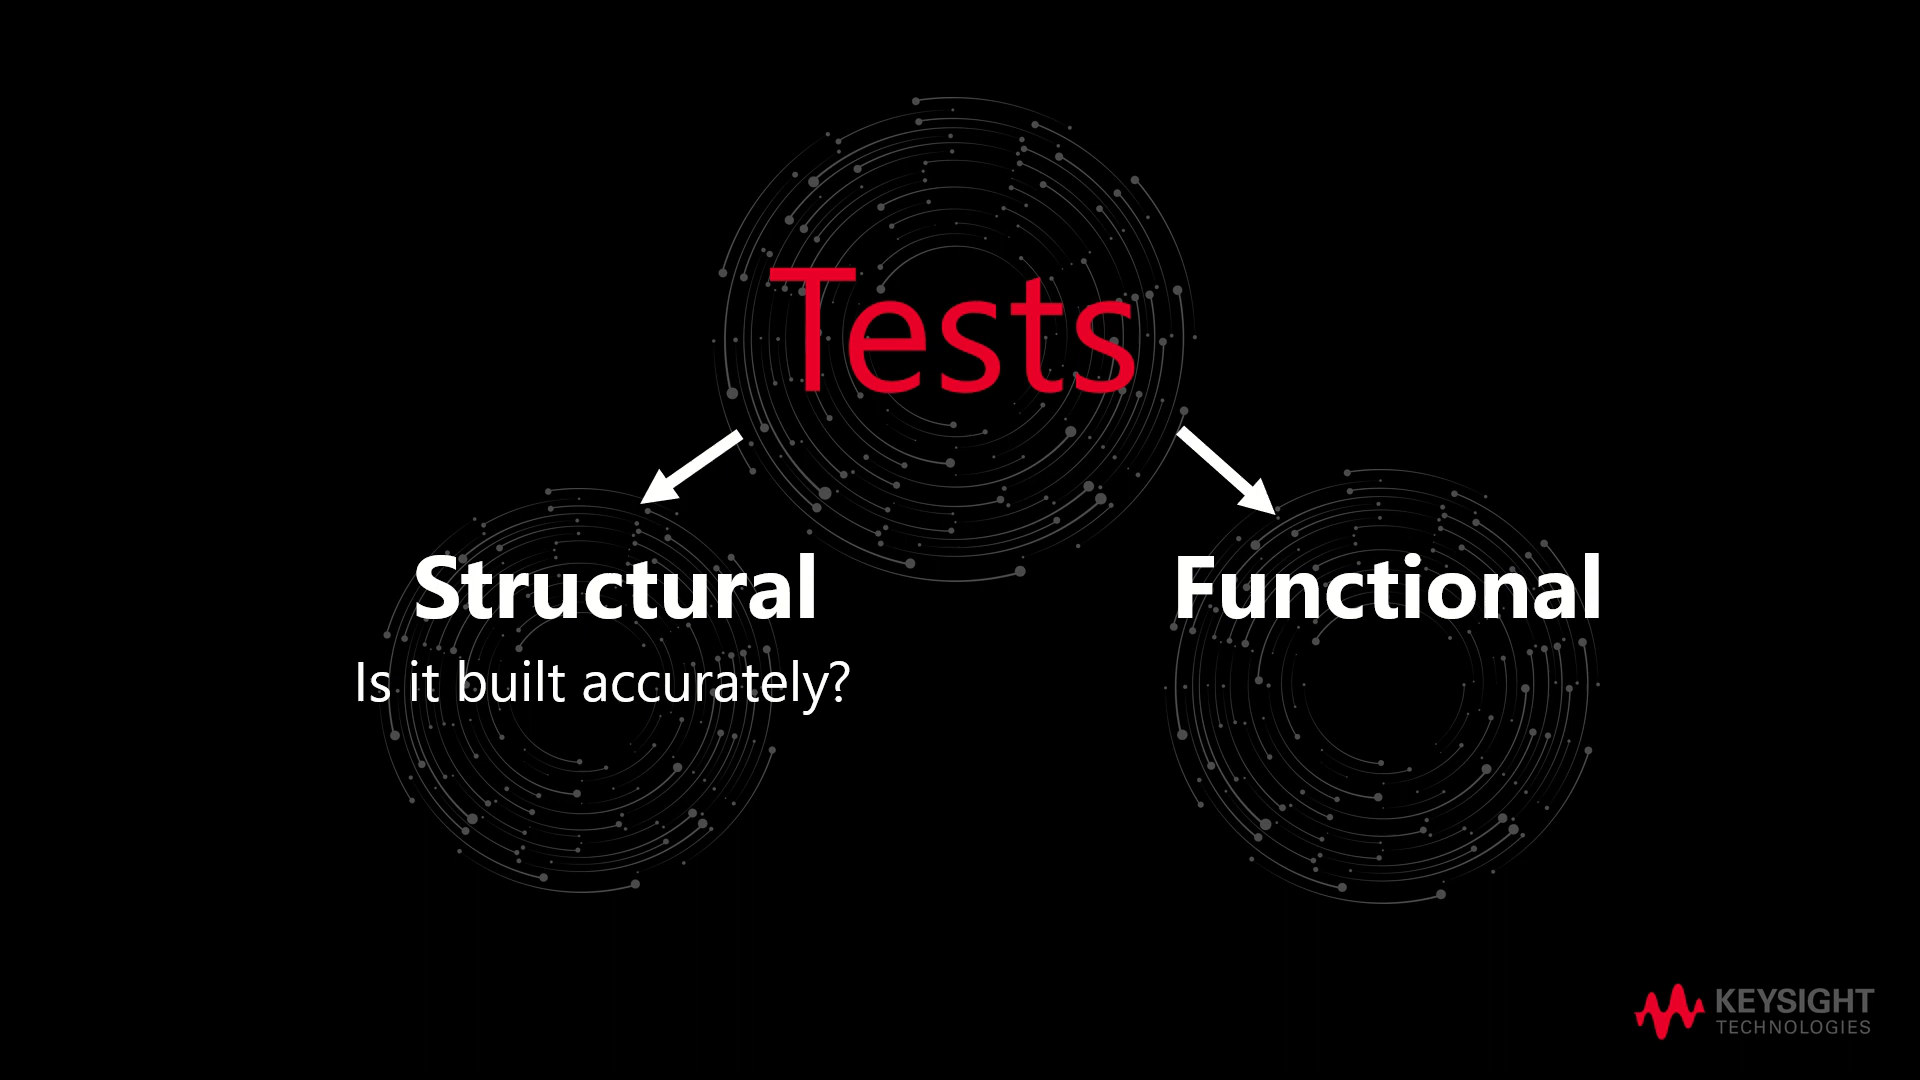 Tests
Structural
Functional
Is it built accurately?
KEYSIGHT
TECHNOLOGIES